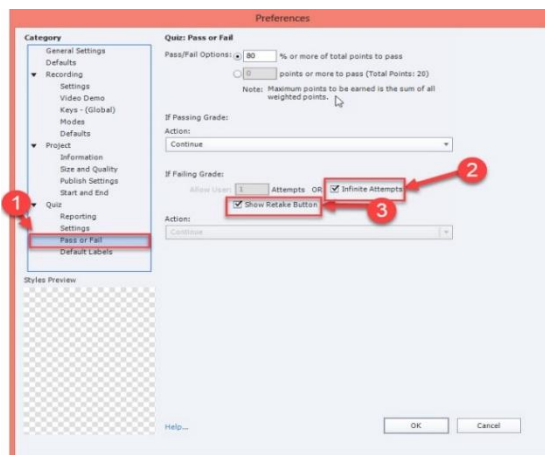 Preferences
Category
General Settings
Defaults
Recording
Settings
Video Demo
Keys - (Global)
Modes
Defaults
Project
Information
Size and Quality
Publish Settings
Start and End
Quiz
Reporting
Settings
Pass or Fail
Default Labels
1
Styles Preview
Quiz: Pass or Fail
Pass/Fail Options: 80 % or more of total points to pass
0 points or more to pass (Total Points: 20)
Note: Maximum points to be earned is the sum of all
weighted points.
If Passing Grade:
Action:
Continue
If Failing Grade:
Allow User: 1 Attempts OR Infinite Attempts
2
Show Retake Button
3
Action:
Continue
Help...
OK
Cancel